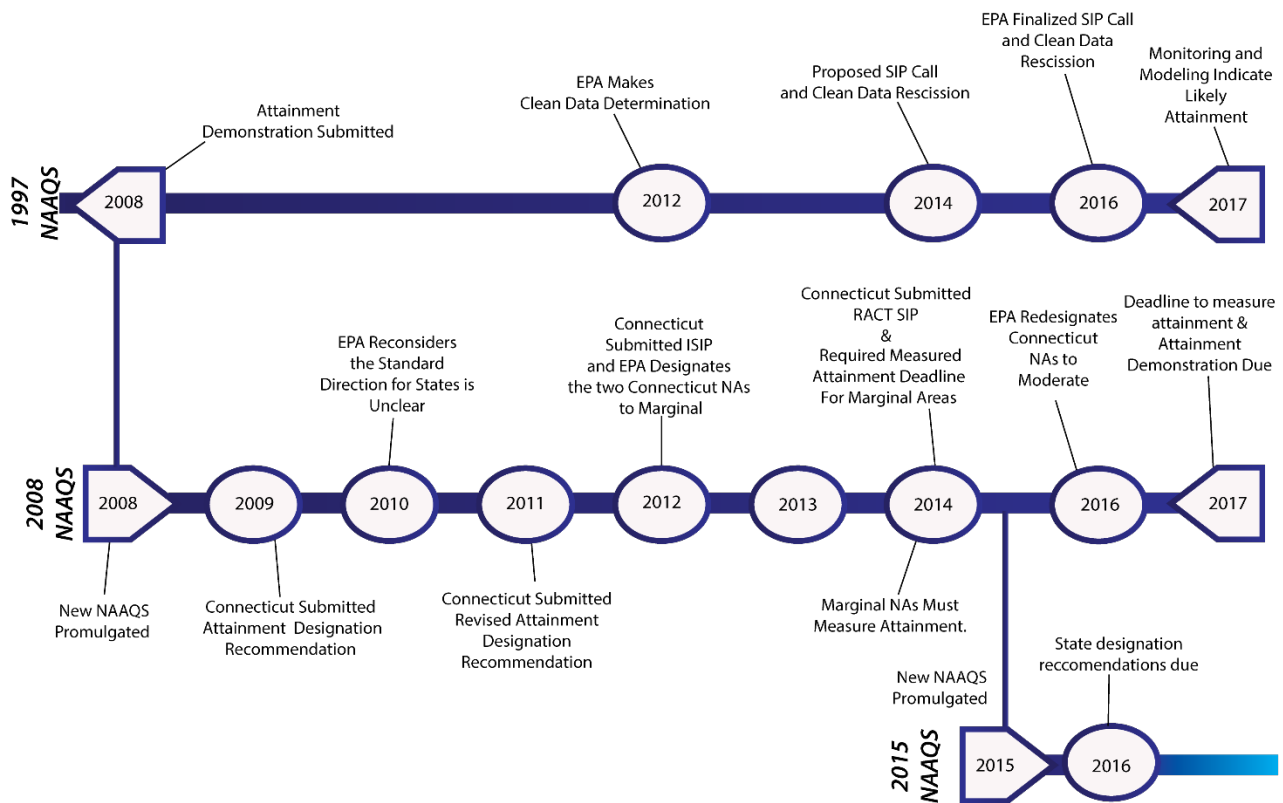 EPA Finalized SIP Call
and Clean Data
Rescission
Monitoring and
Modeling Indicate
Likely
Attainment
Proposed SIP Call
and Clean Data Rescission
EPA Makes
Clean Data Determination
Attainment
Demonstration Submitted
1997
NAAQS
2008
2012
2014
2016
2017
Connecticut Submitted
RACT SIP
&
Required Measured
Attainment Deadline
For Marginal Areas
Deadline to measure
attainment &
Attainment
Demonstration Due
EPA Redesignates
Connecticut
NAs to
Moderate
Connecticut
Submitted ISIP
and EPA Designates
the two Connecticut NAs
to Marginal
EPA Reconsiders
the Standard
Direction for States is
Unclear
2008
NAAQS
2008
2009
2010
2011
2012
2013
2014
2016
2017
New NAAQS
Promulgated
Connecticut Submitted
Attainment Designation
Recommendation
Connecticut Submitted
Revised Attainment
Designation
Recommendation
Marginal NAs Must
Measure Attainment.
State designation
reccomendations due
New NAAQS
Promulgated
2015
NAAQS
2015
2016